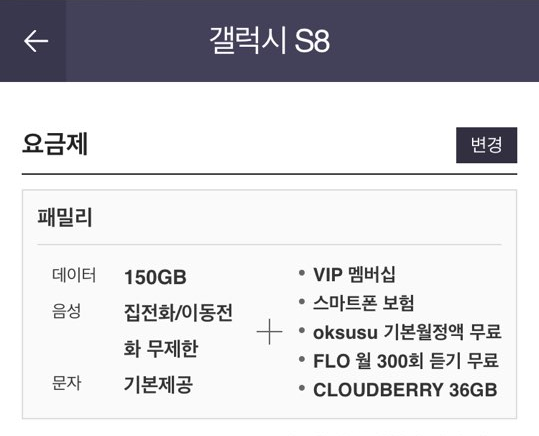 갤럭시 S8
요금제
변경
패밀리
데이터 150GB
음성 집전화/이동전
화 무제한
문자 기본제공
• VIP 멤버십
• 스마트폰 보험
• oksusu 기본월정액 무료
• FLO 월 300회 듣기 무료
• CLOUDBERRY 36GB